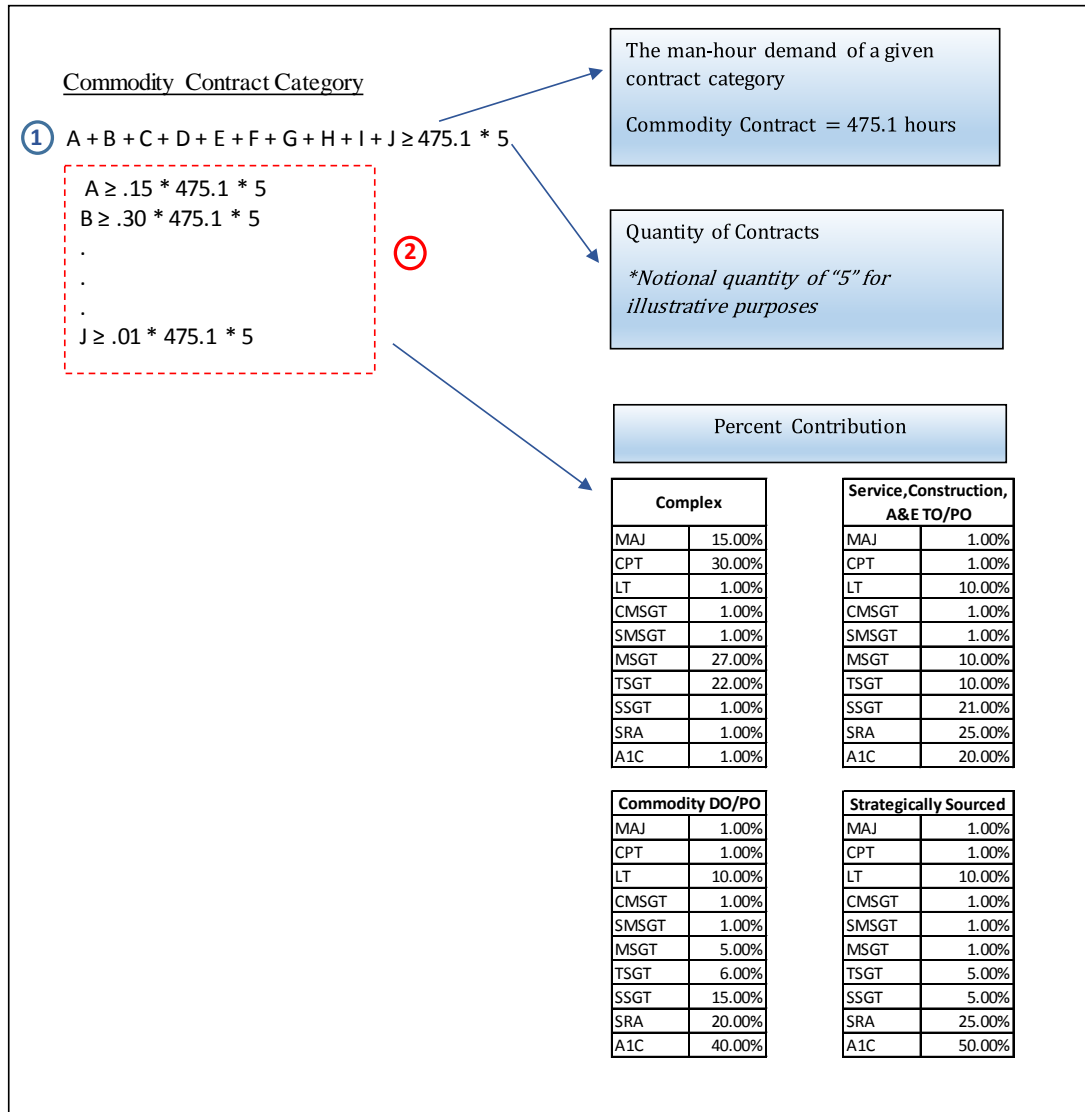 Commodity Contract Category
1 A + B + C + D + E + F + G + H + I + J ≥ 475.1 * 5
A ≥ .15 * 475.1 * 5
B ≥ .30 * 475.1 * 5
.
.
.
J ≥ .01 * 475.1 * 5
2
The man-hour demand of a given
contract category
Commodity Contract = 475.1 hours
Quantity of Contracts
*Notional quantity of “5” for
illustrative purposes
Percent Contribution
Complex
MAJ 15.00%
CPT 30.00%
LT 1.00%
CMSGT 1.00%
SMSGT 1.00%
MSGT 27.00%
TSGT 22.00%
SSGT 1.00%
SRA 1.00%
A1C 1.00%
Service,Construction,
A&E TO/PO
MAJ 1.00%
CPT 1.00%
LT 10.00%
CMSGT 1.00%
SMSGT 1.00%
MSGT 10.00%
TSGT 10.00%
SSGT 21.00%
SRA 25.00%
A1C 20.00%
Commodity DO/PO
MAJ 1.00%
CPT 1.00%
LT 10.00%
CMSGT 1.00%
SMSGT 1.00%
MSGT 5.00%
TSGT 6.00%
SSGT 15.00%
SRA 20.00%
A1C 40.00%
Strategically Sourced
MAJ 1.00%
CPT 1.00%
LT 10.00%
CMSGT 1.00%
SMSGT 1.00%
MSGT 1.00%
TSGT 5.00%
SSGT 5.00%
SRA 25.00%
A1C 50.00%